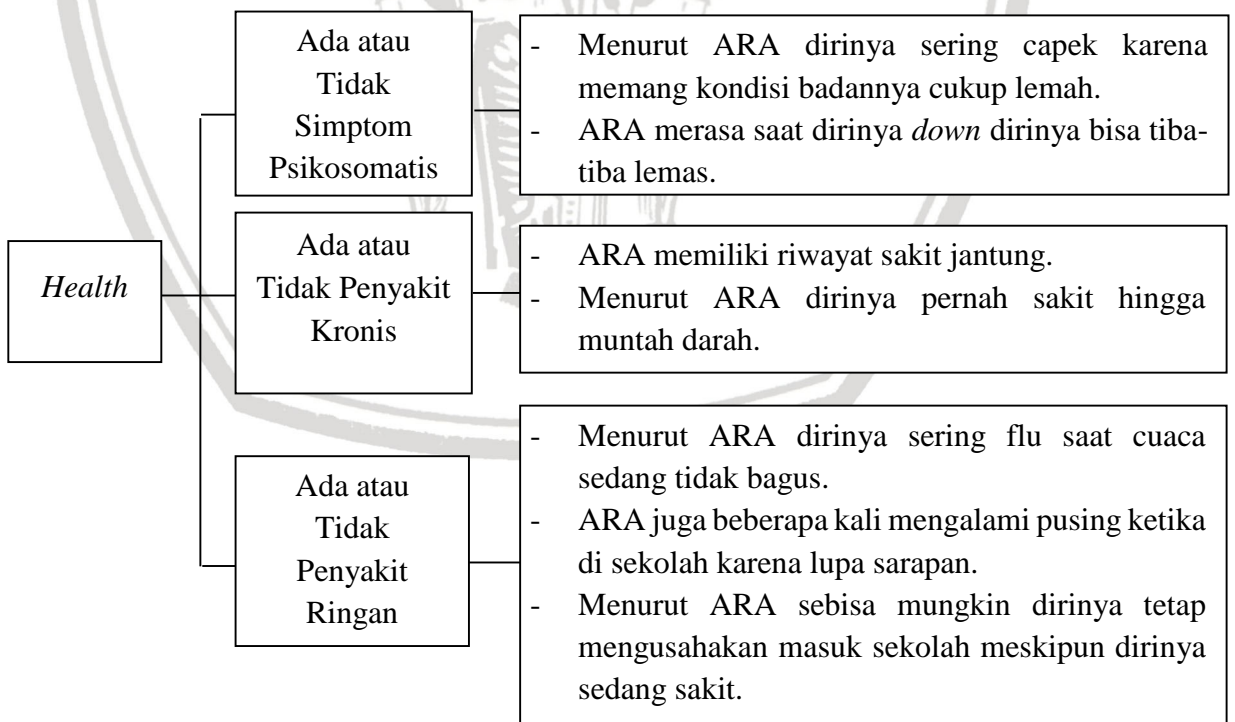 Health
Ada atau
Tidak
Simptom
Psikosomatis
- Menurut ARA dirinya sering capek karena
memang kondisi badannya cukup lemah.
- ARA merasa saat dirinya down dirinya bisa tiba-
tiba lemas.
Ada atau
Tidak Penyakit
Kronis
- ARA memiliki riwayat sakit jantung.
- Menurut ARA dirinya pernah sakit hingga
muntah darah.
Ada atau
Tidak
Penyakit
Ringan
- Menurut ARA dirinya sering flu saat cuaca
sedang tidak bagus.
- ARA juga beberapa kali mengalami pusing ketika
di sekolah karena lupa sarapan.
- Menurut ARA sebisa mungkin dirinya tetap
mengusahakan masuk sekolah meskipun dirinya
sedang sakit.